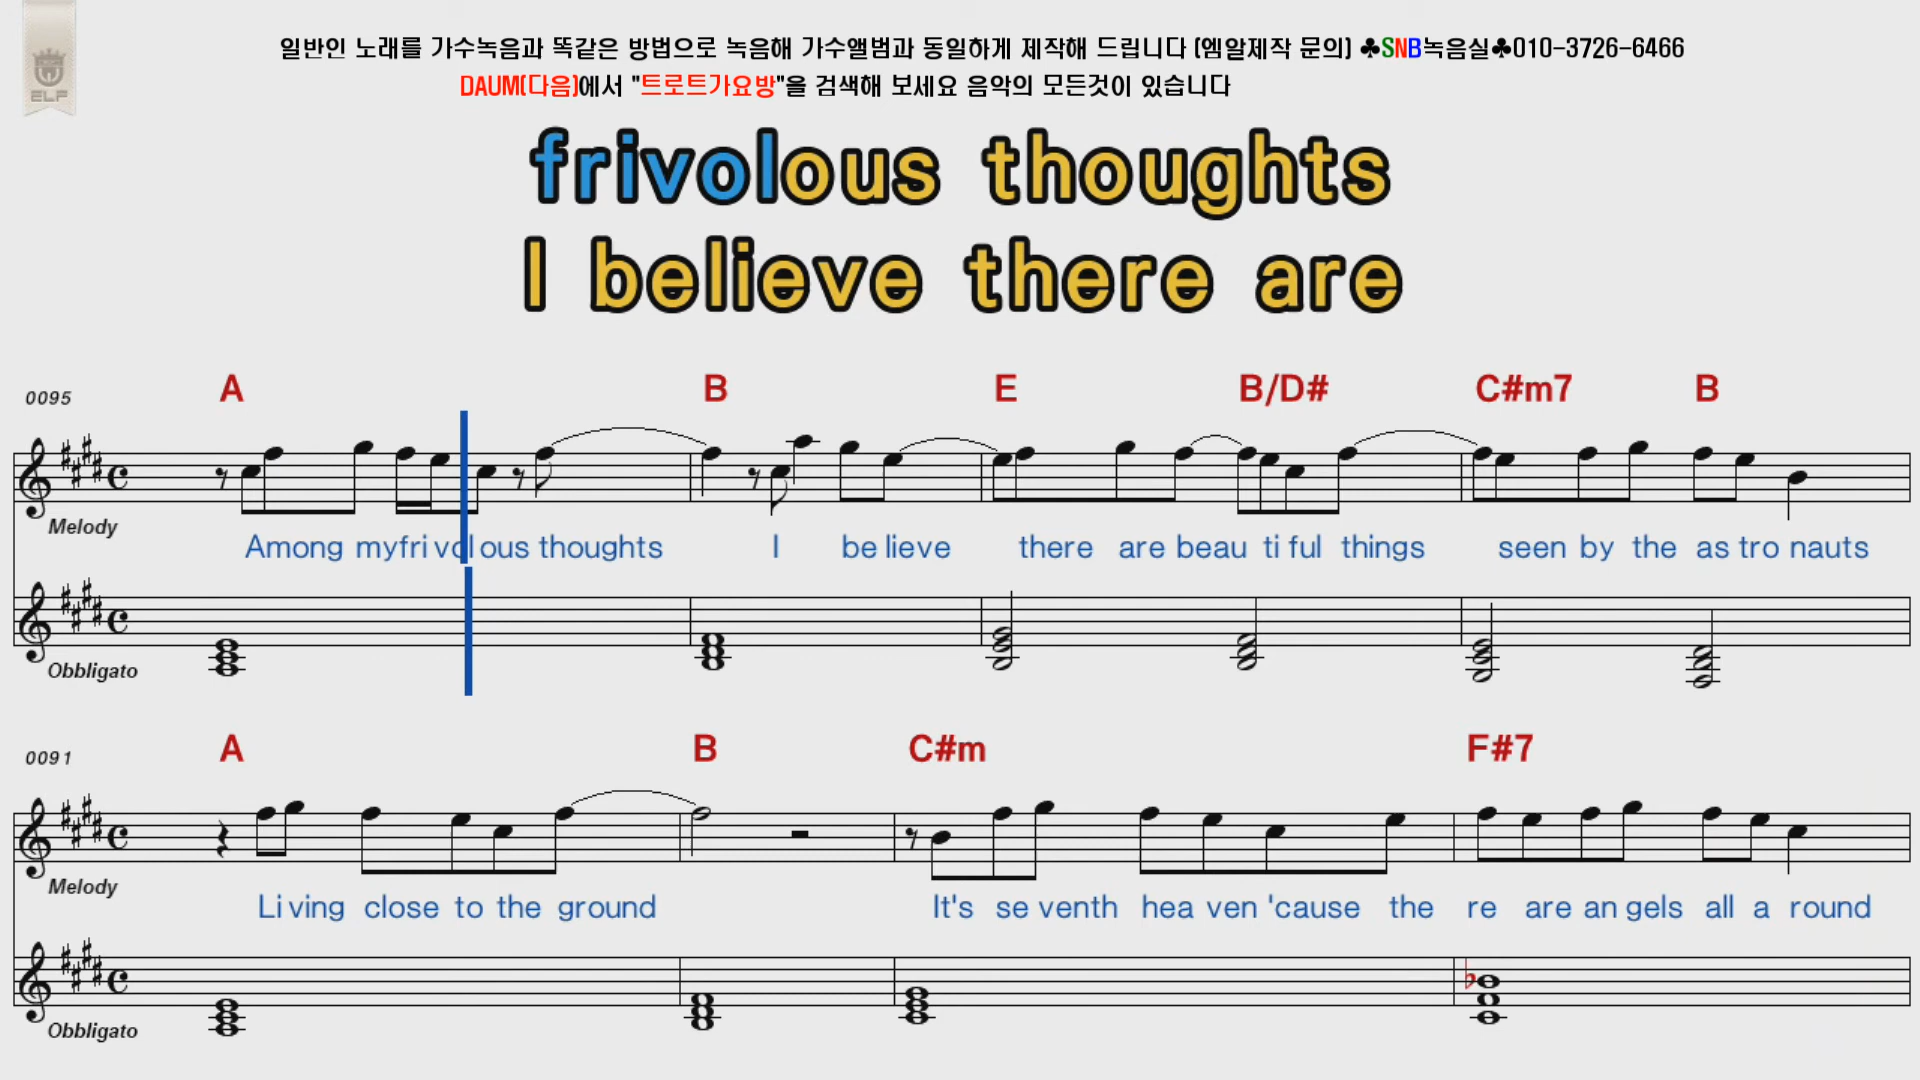 ELF
일반인 노래를 가수녹음과 똑같은 방법으로 녹음해 가수앨범과 동일하게 제작해 드립니다 (엠알제작 문의) ♣SNB녹음실♣010-3726-6466
DAUM(다음)에서 "트로트가요방"을 검색해 보세요 음악의 모든것이 있습니다
frivolous thoughts
I believe there are
0095 A B E B/D# C#m7 B
Melody
Among myfri vol ous thoughts I be lieve there are beau ti ful things seen by the as tro nauts
Obbligato
0091 A B C#m F#7
Melody
Li ving close to the ground It's se venth hea ven 'cause the re are an gels all a round
Obbligato